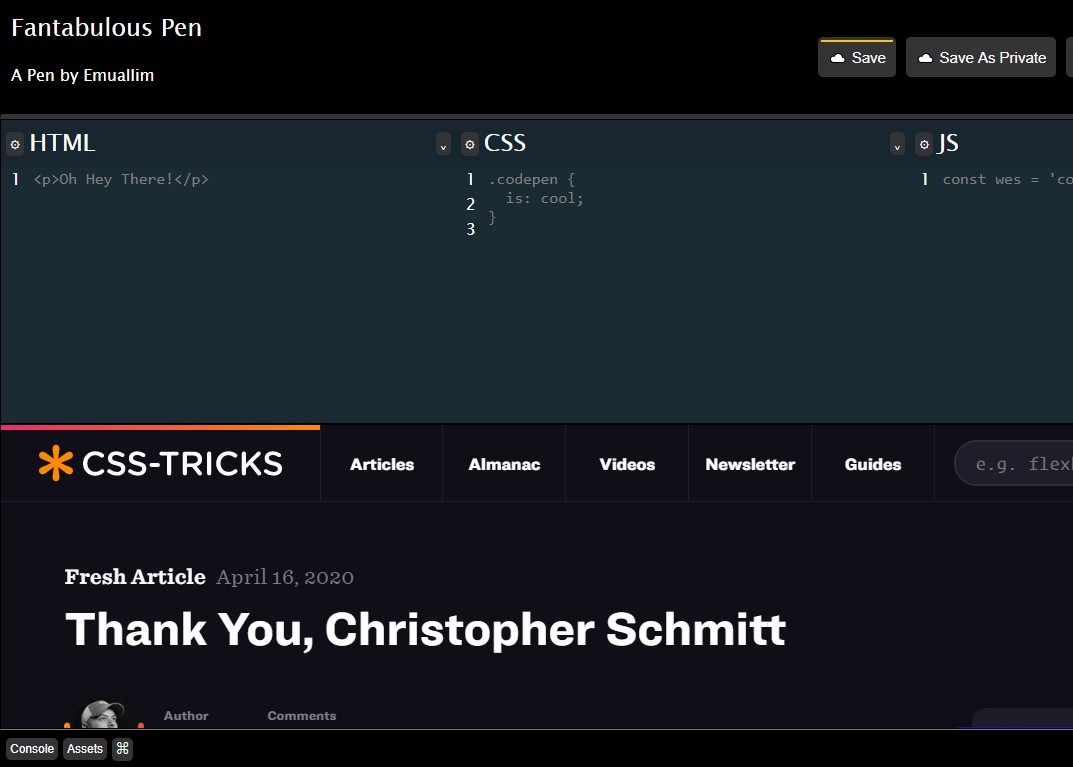 Fantabulous Pen
A Pen by Emuallim
Save
Save As Private
HTML
CSS
JS
1 <p>Oh Hey There!</p>
1 .codepen {
2   is: cool;
3 }
1 const wes = 'co
CSS-TRICKS
Articles
Almanac
Videos
Newsletter
Guides
e.g. flex
Fresh Article April 16, 2020
Thank You, Christopher Schmitt
Author
Comments
Console
Assets
⌘